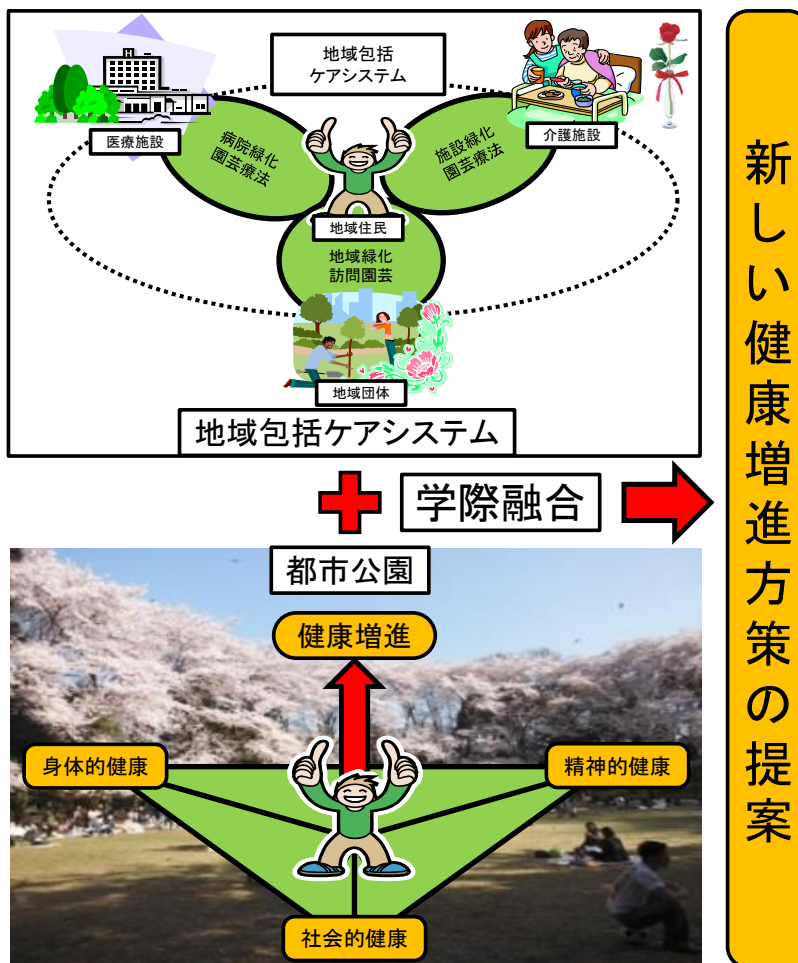 地域包括
ケアシステム
医療施設
介護施設
病院緑化
園芸療法
施設緑化
園芸療法
地域住民
地域緑化
訪問園芸
地域団体
地域包括ケアシステム
学際融合
都市公園
健康増進
身体的健康
精神的健康
社会的健康
新しい健康増進方策の提案